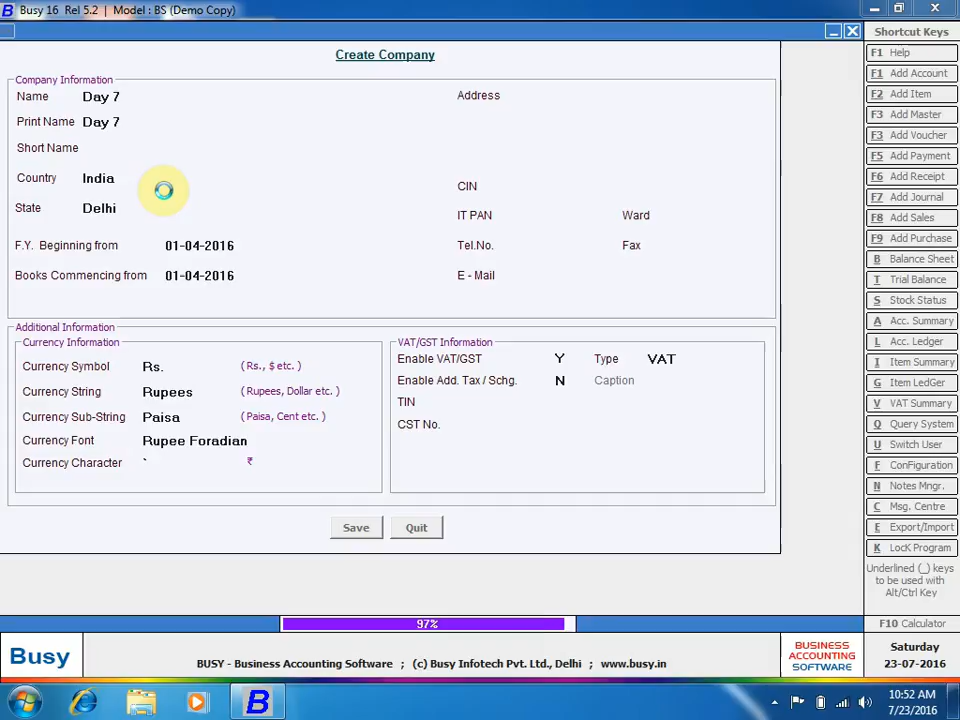 Busy 16 Rel 5.2 | Model : BS (Demo Copy)
Create Company
Company Information
Name Day 7 Address
Print Name Day 7
Short Name
Country India CIN
State Delhi IT PAN Ward
F.Y. Beginning from 01-04-2016 Tel.No. Fax
Books Commencing from 01-04-2016 E - Mail
Additional Information
Currency Information
Currency Symbol Rs. (Rs., $ etc. )
Currency String Rupees ( Rupees, Dollar etc. )
Currency Sub-String Paisa ( Paisa, Cent etc. )
Currency Font Rupee Foradian
Currency Character ` ₹
VAT/GST Information
Enable VAT/GST Y Type VAT
Enable Add. Tax / Schg. N Caption
TIN
CST No.
Save Quit
97%
Shortcut Keys
F1 Help
F1 Add Account
F2 Add Item
F3 Add Master
F3 Add Voucher
F5 Add Payment
F6 Add Receipt
F7 Add Journal
F8 Add Sales
F9 Add Purchase
B Balance Sheet
T Trial Balance
S Stock Status
A Acc. Summary
L Acc. Ledger
I Item Summary
G Item LedGer
V VAT Summary
Q Query System
U Switch User
F ConFiguration
N Notes Mngr.
C Msg. Centre
E Export/Import
K LocK Program
Underlined (_) keys
to be used with
Alt/Ctrl Key
F10 Calculator
Busy
BUSY - Business Accounting Software ; (c) Busy Infotech Pvt. Ltd., Delhi ; www.busy.in
BUSINESS
ACCOUNTING
SOFTWARE
Saturday
23-07-2016
10:52 AM
7/23/2016